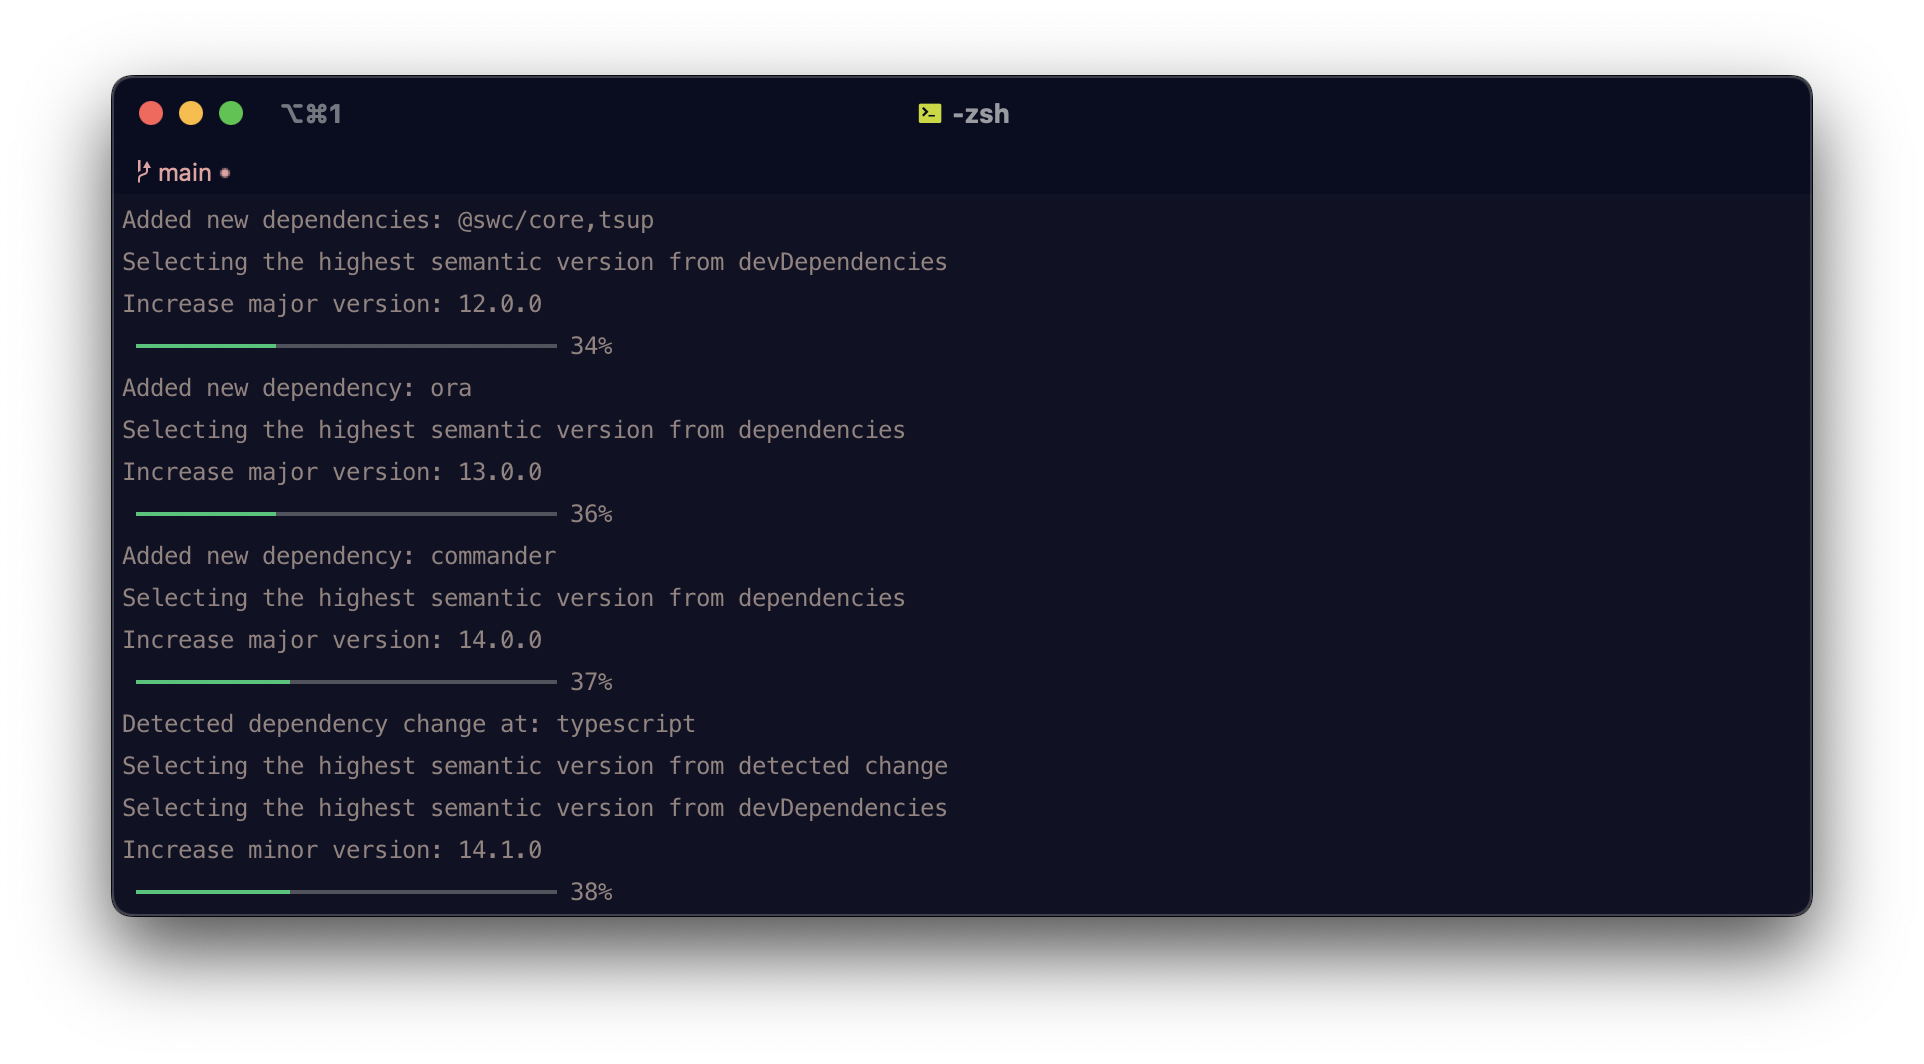 ⌥⌘1
-zsh
main
Added new dependencies: @swc/core,tsup
Selecting the highest semantic version from devDependencies
Increase major version: 12.0.0
34%
Added new dependency: ora
Selecting the highest semantic version from dependencies
Increase major version: 13.0.0
36%
Added new dependency: commander
Selecting the highest semantic version from dependencies
Increase major version: 14.0.0
37%
Detected dependency change at: typescript
Selecting the highest semantic version from detected change
Selecting the highest semantic version from devDependencies
Increase minor version: 14.1.0
38%